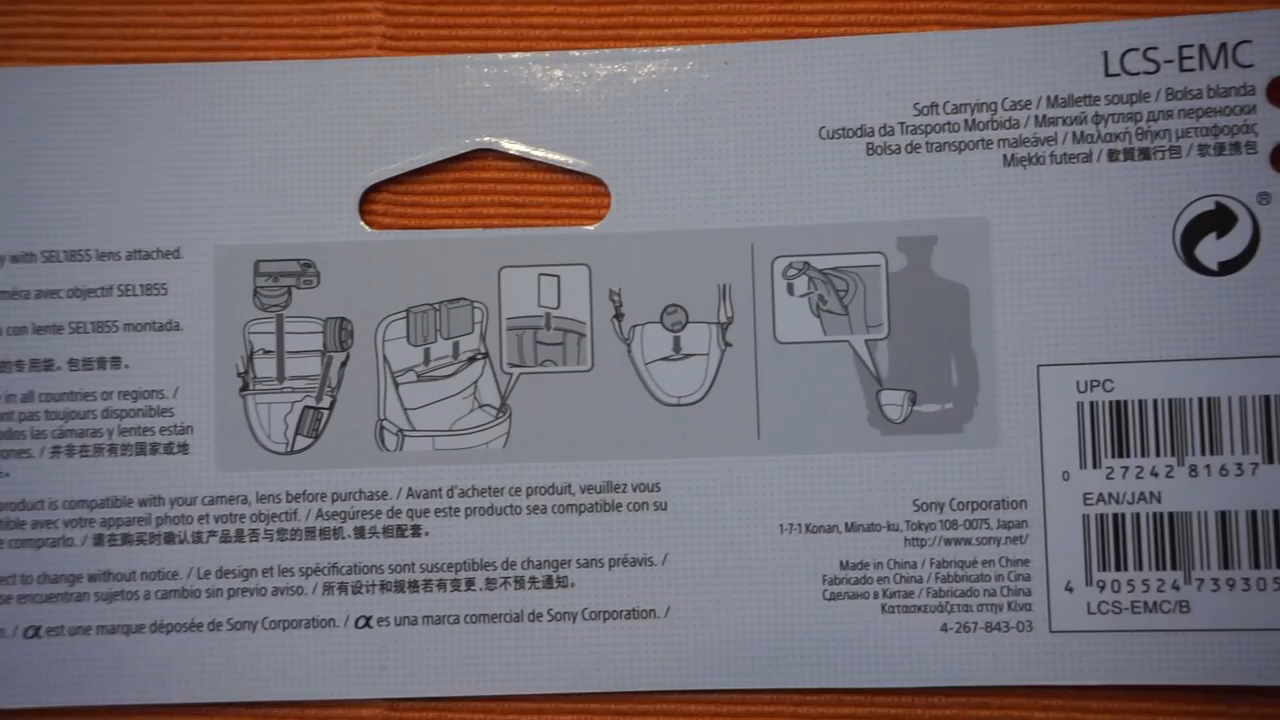 LCS-EMC
Soft Carrying Case / Mallette souple / Bolsa blanda
Custodia da Trasporto Morbida / Мягкий футляр для переноски
Bolsa de transporte maleável / Μαλακή θήκη μεταφοράς
Miękki futerał / 軟質攜行包 / 软便携包
®
with SEL1855 lens attached.
avec objectif SEL1855
con lente SEL1855 montada.
的专用袋。包括背带。
in all countries or regions. /
pas toujours disponibles
las cámaras y lentes están
/ 并非在所有的国家或地
product is compatible with your camera, lens before purchase. / Avant d'acheter ce produit, veuillez vous
avec votre appareil photo et votre objectif. / Asegúrese de que este producto sea compatible con su
comprarlo. / 请在购买时确认该产品是否与您的照相机、镜头相配套。
to change without notice. / Le design et les spécifications sont susceptibles de changer sans préavis. /
se encuentran sujetos a cambio sin previo aviso. / 所有设计和规格若有变更,恕不预先通知。
/ α est une marque déposée de Sony Corporation. / α es una marca comercial de Sony Corporation. /
Sony Corporation
1-7-1 Konan, Minato-ku, Tokyo 108-0075, Japan
http://www.sony.net/
Made in China / Fabriqué en Chine
Fabricado en China / Fabbricato in Cina
Сделано в Китае / Fabricado na China
Κατασκευάζεται στην Κίνα
4-267-843-03
UPC
0 27242 81637
EAN/JAN
4 905524 739305
LCS-EMC/B